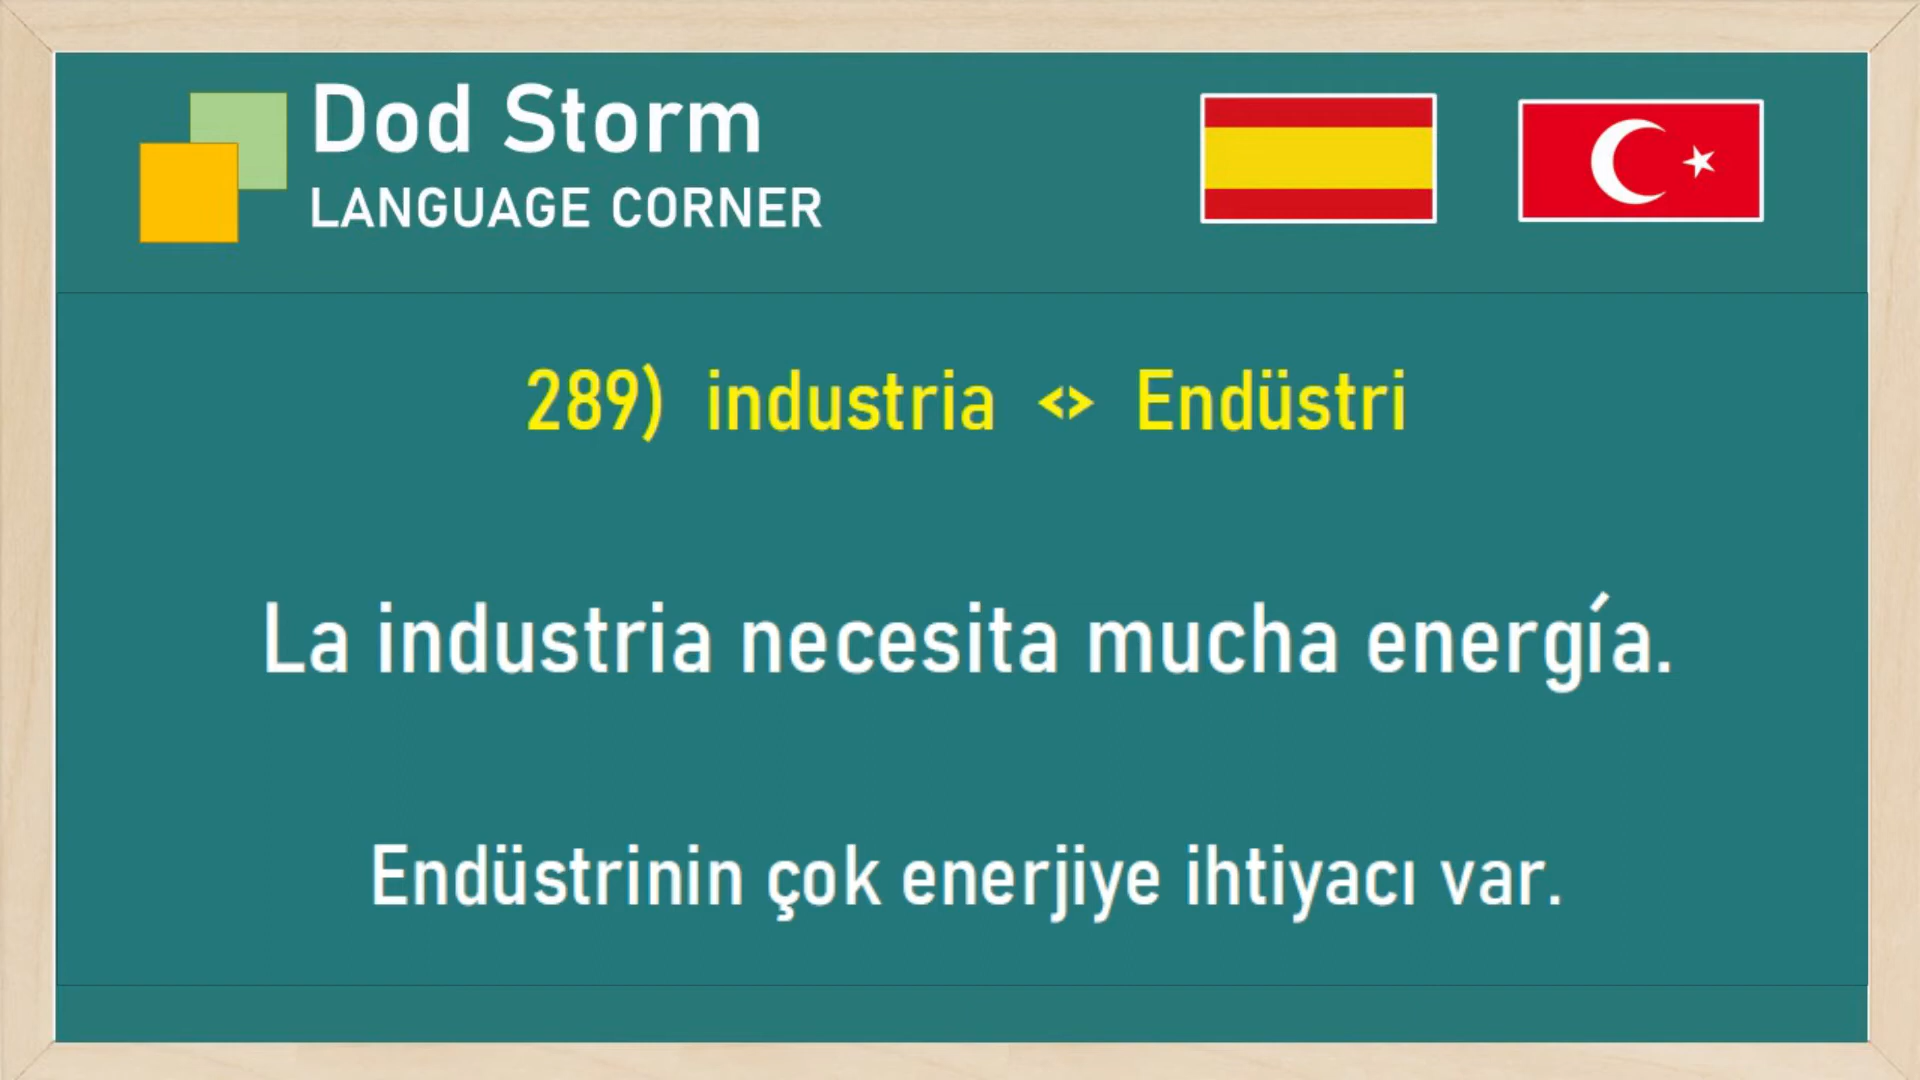 Dod Storm
LANGUAGE CORNER
289) industria <> Endüstri
La industria necesita mucha energía.
Endüstrinin çok enerjiye ihtiyacı var.